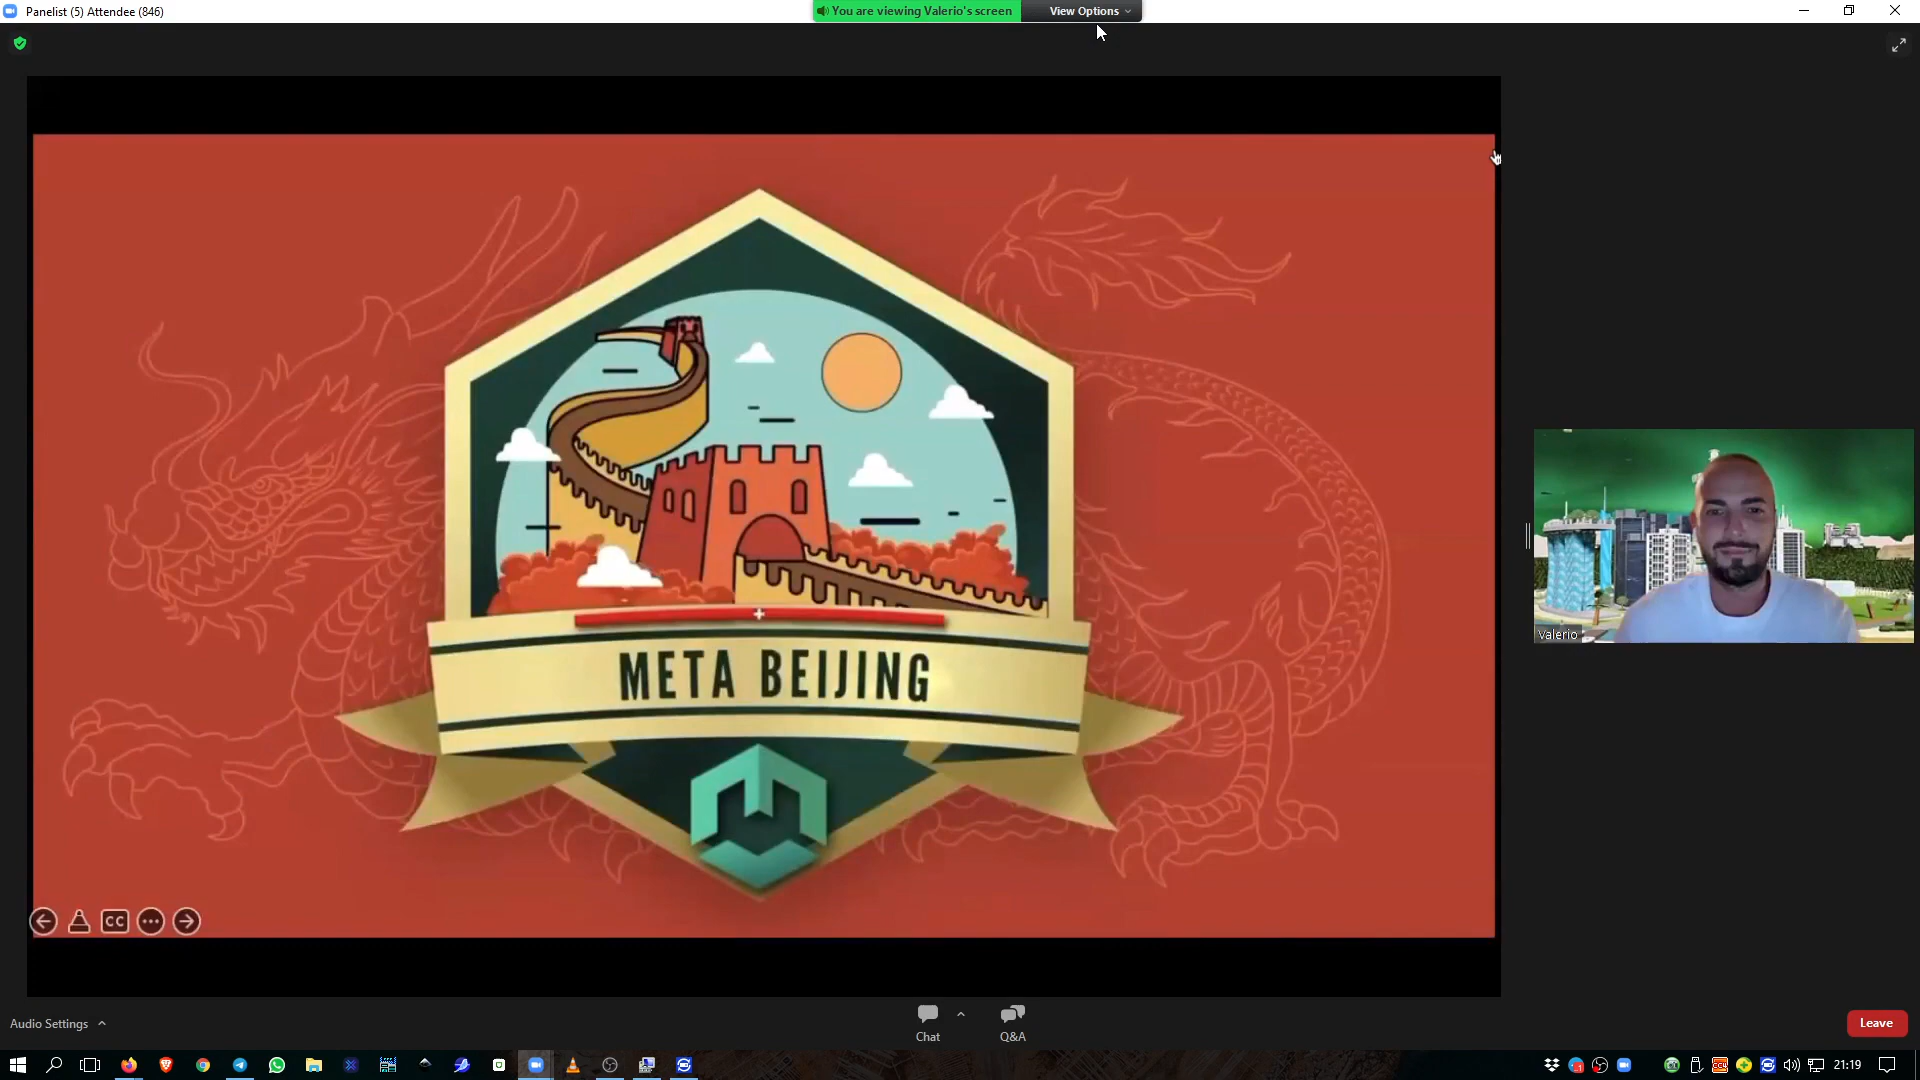 Panelist (5) Attendee (846)
You are viewing Valerio's screen
View Options
META BEIJING
CC
Valerio
Audio Settings
Chat
Q&A
Leave
21:19